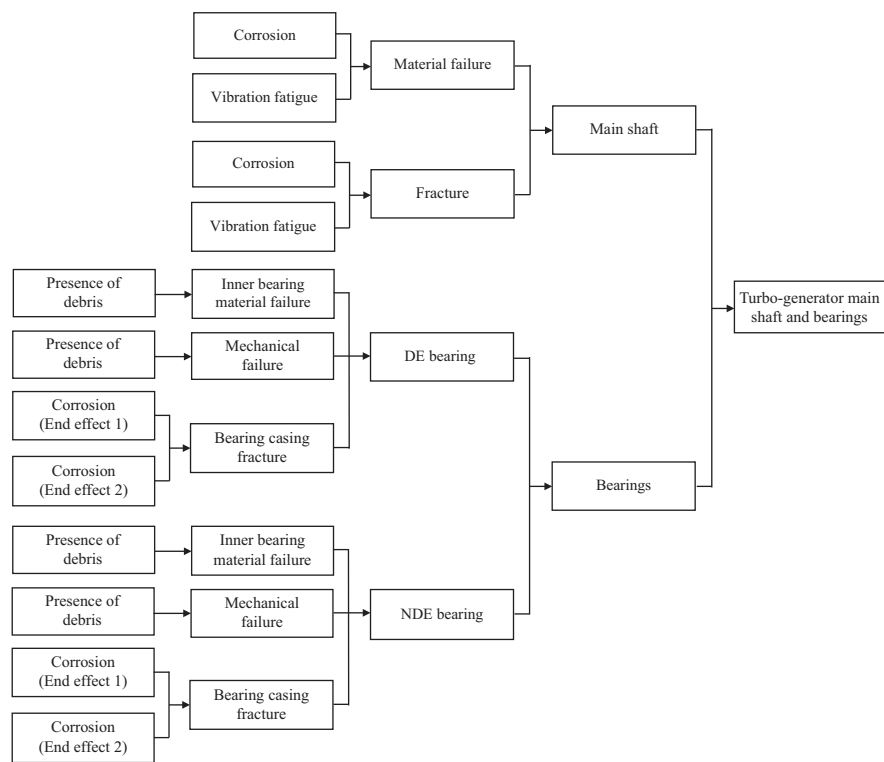 Corrosion
Material failure
Vibration fatigue
Main shaft
Corrosion
Fracture
Vibration fatigue
Presence of
debris
Inner bearing
material failure
Turbo-generator main
shaft and bearings
Presence of
debris
Mechanical
failure
DE bearing
Corrosion
(End effect 1)
Bearing casing
fracture
Corrosion
(End effect 2)
Bearings
Presence of
debris
Inner bearing
material failure
Presence of
debris
Mechanical
failure
NDE bearing
Corrosion
(End effect 1)
Bearing casing
fracture
Corrosion
(End effect 2)